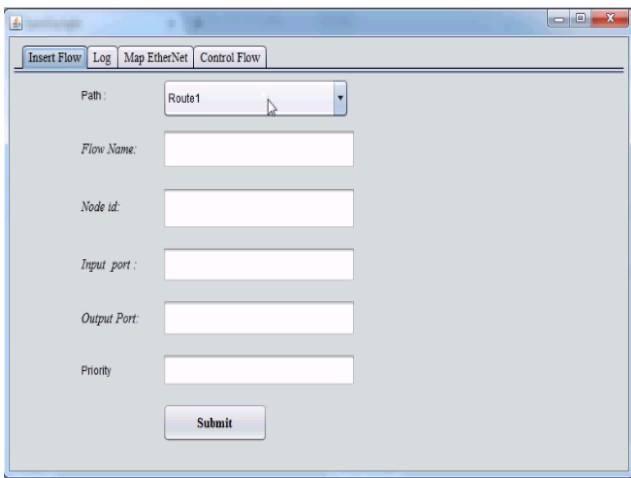 Insert Flow Log Map EtherNet Control Flow
Path :
Route1
Flow Name:
Node id:
Input port :
Output Port:
Priority
Submit